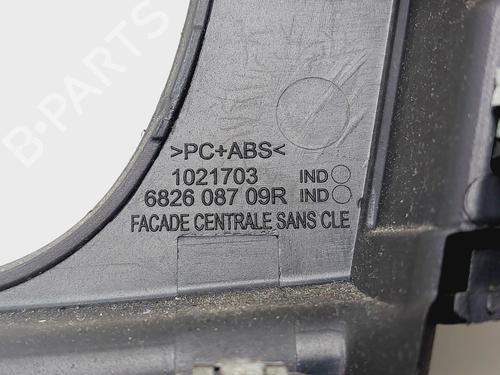 B-PARTS
>PC+ABS<
1021703 IND
6826 087 09R IND
FACADE CENTRALE SANS CLE